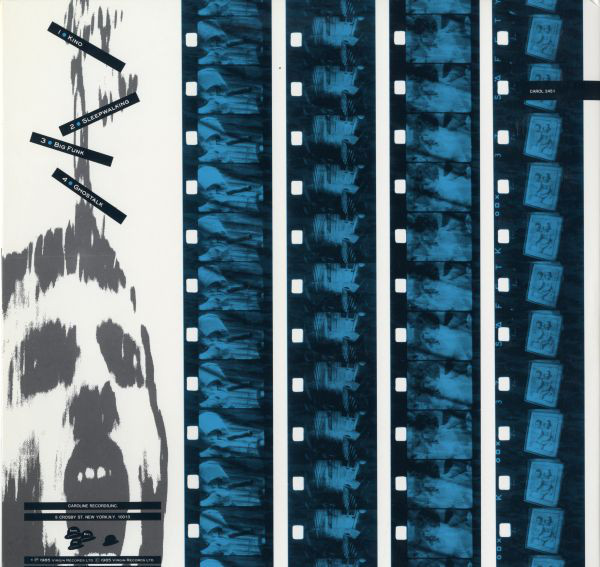 1 • KINO
2 • SLEEPWALKING
3 • BIG FUNK
4 • GHOSTALK
CAROL 2451
CAROLINE RECORDS, INC.
5 CROSBY ST. NEW YORK, N.Y. 10013
• ℗ 1985 VIRGIN RECORDS LTD. © 1985 VIRGIN RECORDS LTD.